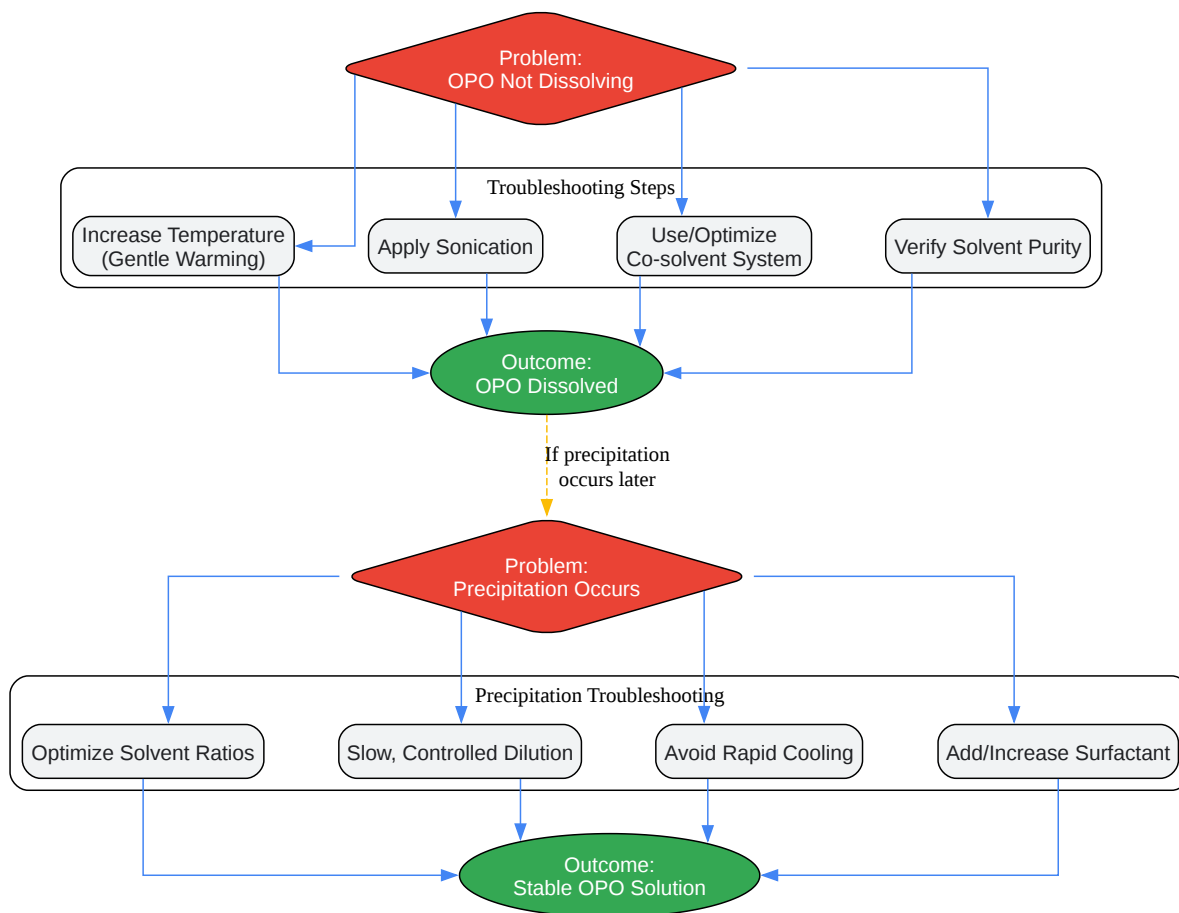 Problem:
OPO Not Dissolving
Troubleshooting Steps
Increase Temperature
(Gentle Warming)
Apply Sonication
Use/Optimize
Co-solvent System
Verify Solvent Purity
Outcome:
OPO Dissolved
If precipitation
occurs later
Problem:
Precipitation Occurs
Precipitation Troubleshooting
Optimize Solvent Ratios
Slow, Controlled Dilution
Avoid Rapid Cooling
Add/Increase Surfactant
Outcome:
Stable OPO Solution